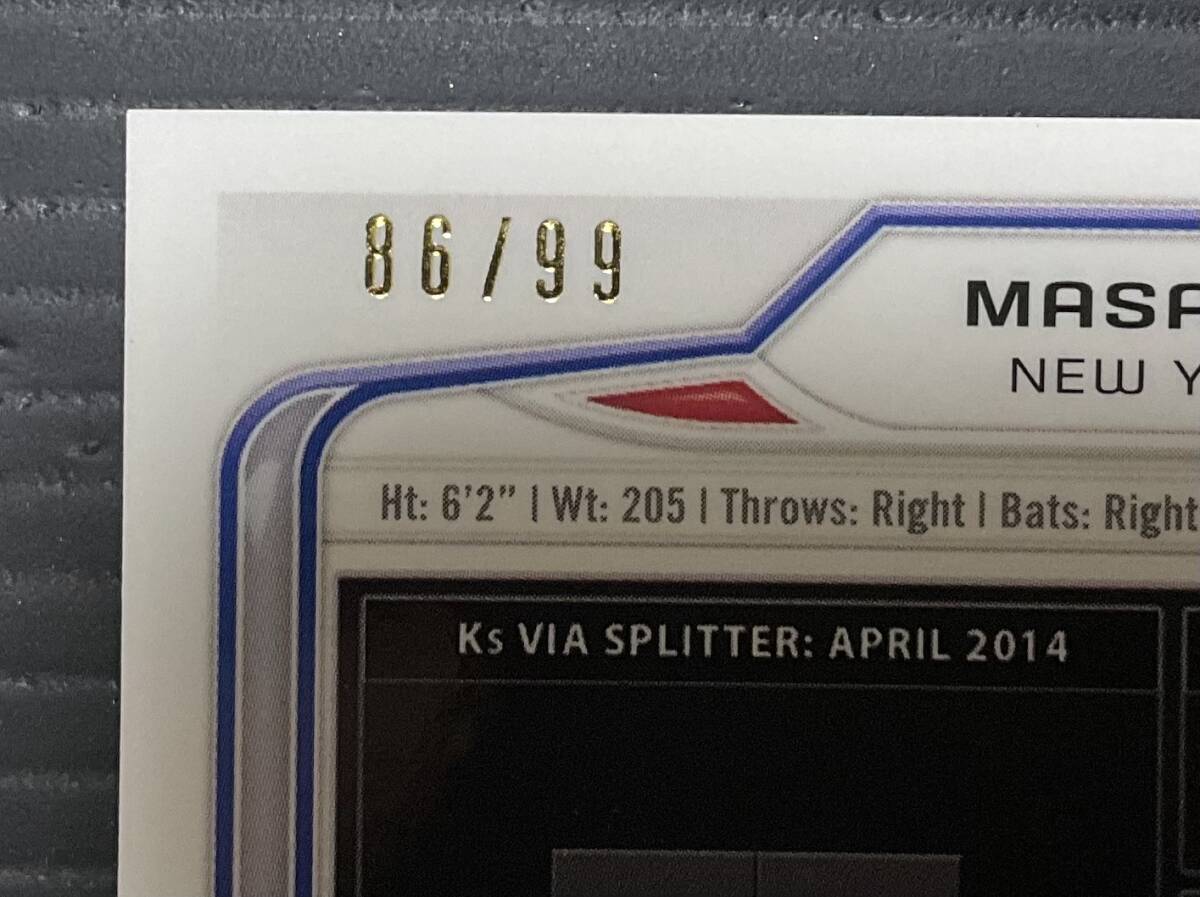 86/99
MASA
NEW Y
Ht: 6'2" | Wt: 205 | Throws: Right | Bats: Right
Ks VIA SPLITTER: APRIL 2014